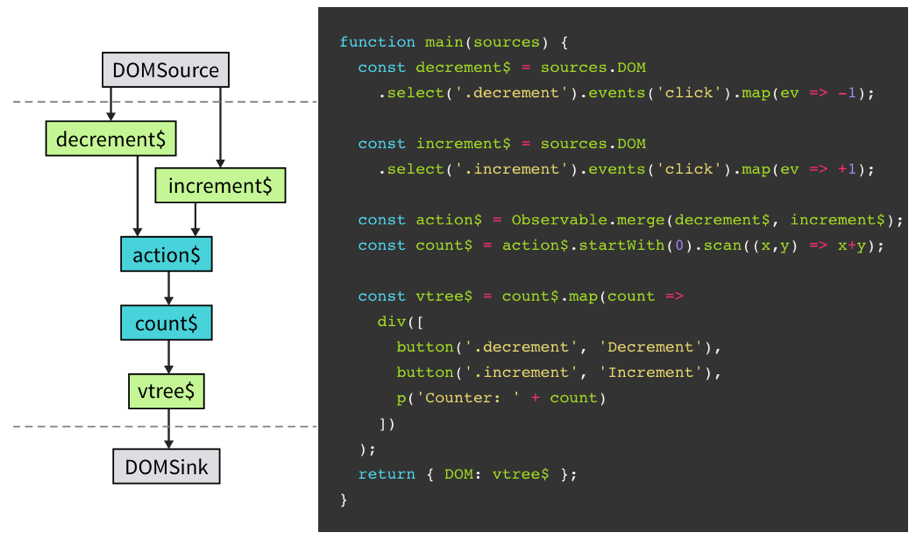 DOMSource
decrement$
increment$
action$
count$
vtree$
DOMSink
function main(sources) {
  const decrement$ = sources.DOM
    .select('.decrement').events('click').map(ev => -1);

  const increment$ = sources.DOM
    .select('.increment').events('click').map(ev => +1);

  const action$ = Observable.merge(decrement$, increment$);
  const count$ = action$.startWith(0).scan((x,y) => x+y);

  const vtree$ = count$.map(count =>
    div([
      button('.decrement', 'Decrement'),
      button('.increment', 'Increment'),
      p('Counter: ' + count)
    ])
  );
  return { DOM: vtree$ };
}